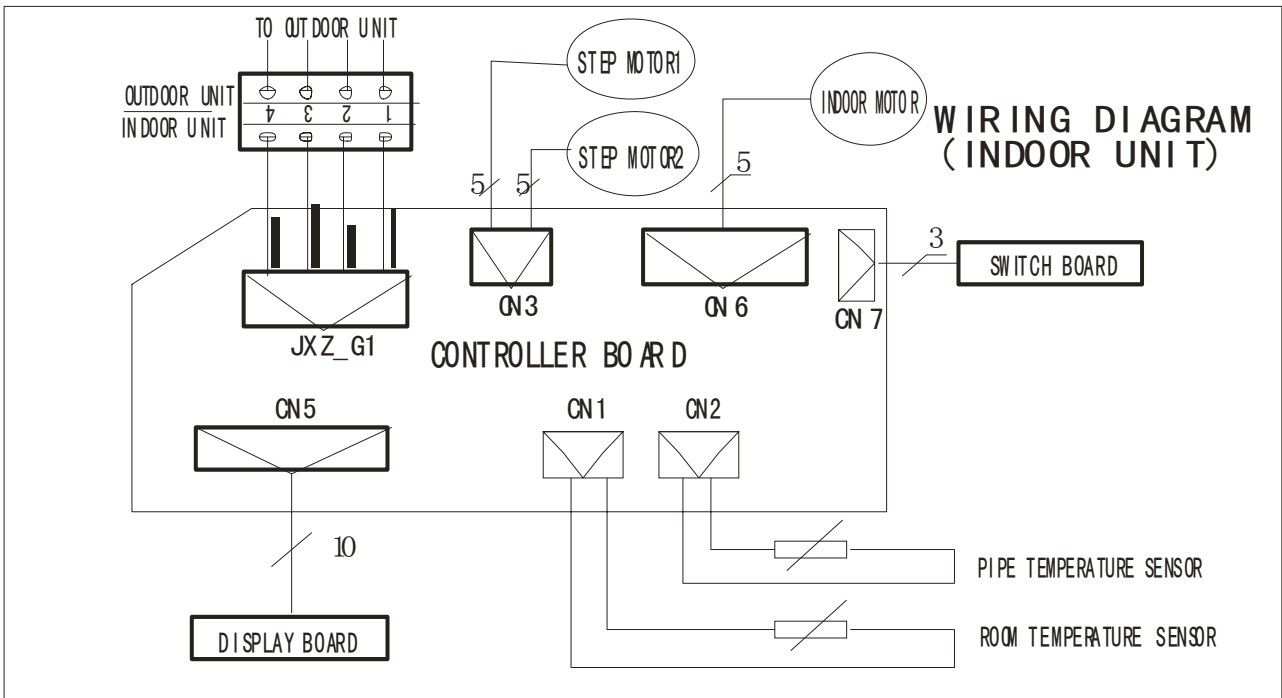 TO OUTDOOR UNIT
OUTDOOR UNIT
INDOOR UNIT
4 3 2 1
STEP MOTOR1
STEP MOTOR2
INDOOR MOTOR
WIRING DIAGRAM
(INDOOR UNIT)
5
5
5
3
SWITCH BOARD
JXZ_G1
CN3
CN6
CN7
CONTROLLER BOARD
CN5
CN1
CN2
10
DISPLAY BOARD
PIPE TEMPERATURE SENSOR
ROOM TEMPERATURE SENSOR